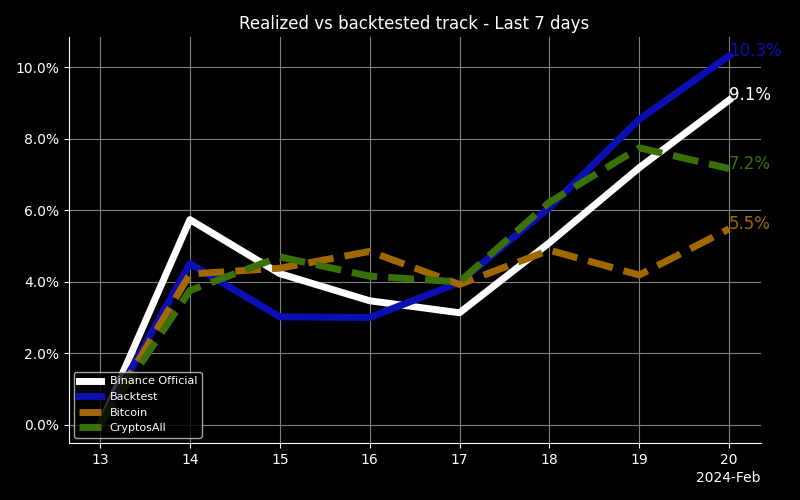 Realized vs backtested track - Last 7 days
10.0%
8.0%
6.0%
4.0%
2.0%
0.0%
10.3%
9.1%
7.2%
5.5%
Binance Official
Backtest
Bitcoin
CryptosAll
13 14 15 16 17 18 19 20
2024-Feb